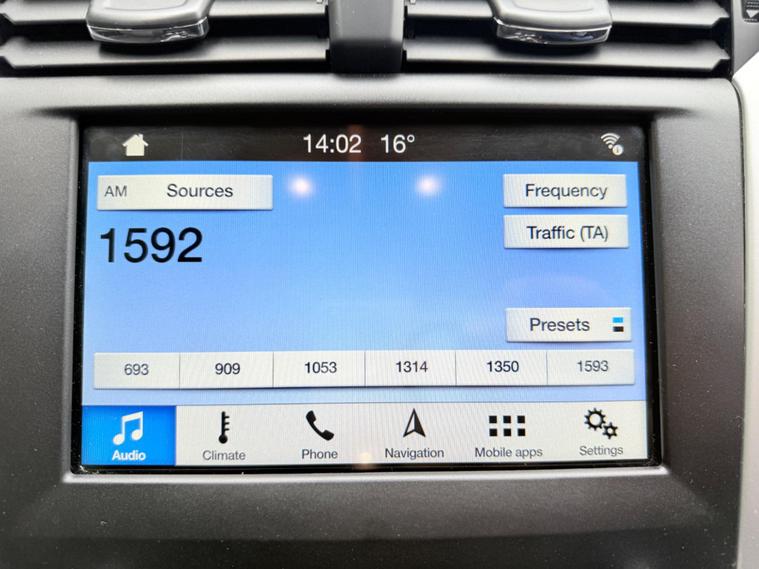 14:02 16°
AM Sources
Frequency
1592
Traffic (TA)
Presets
693 909 1053 1314 1350 1593
Audio Climate Phone Navigation Mobile apps Settings